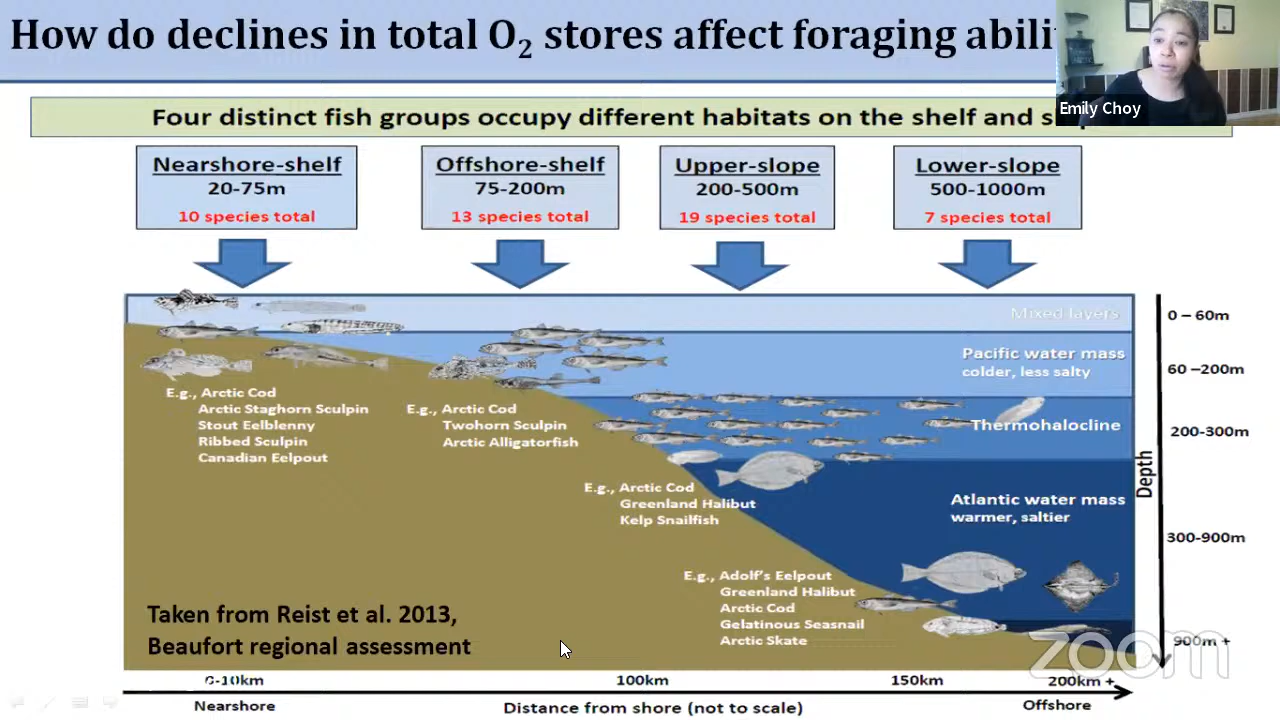 How do declines in total O₂ stores affect foraging abili
Emily Choy
Four distinct fish groups occupy different habitats on the shelf and s
Nearshore-shelf
20-75m
10 species total
Offshore-shelf
75-200m
13 species total
Upper-slope
200-500m
19 species total
Lower-slope
500-1000m
7 species total
Mixed layers
0 – 60m
Pacific water mass
colder, less salty
60 –200m
Thermohalocline
200-300m
Depth
Atlantic water mass
warmer, saltier
300-900m
900m +
E.g., Arctic Cod
Arctic Staghorn Sculpin
Stout Eelblenny
Ribbed Sculpin
Canadian Eelpout
E.g., Arctic Cod
Twohorn Sculpin
Arctic Alligatorfish
E.g., Arctic Cod
Greenland Halibut
Kelp Snailfish
E.g., Adolf's Eelpout
Greenland Halibut
Arctic Cod
Gelatinous Seasnail
Arctic Skate
Taken from Reist et al. 2013,
Beaufort regional assessment
zoom
0-10km
100km
150km
200km +
Nearshore
Distance from shore (not to scale)
Offshore